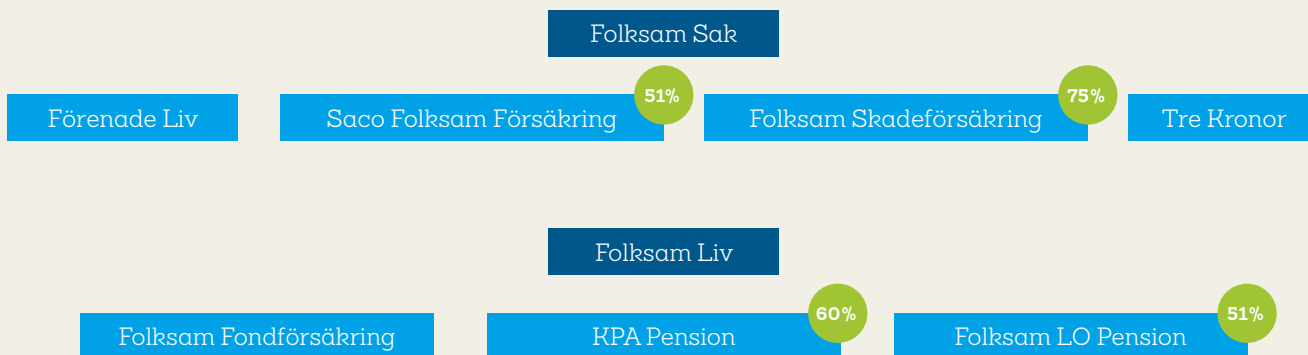 Folksam Sak
51%
75%
Förenade Liv
Saco Folksam Försäkring
Folksam Skadeförsäkring
Tre Kronor
Folksam Liv
60%
51%
Folksam Fondförsäkring
KPA Pension
Folksam LO Pension